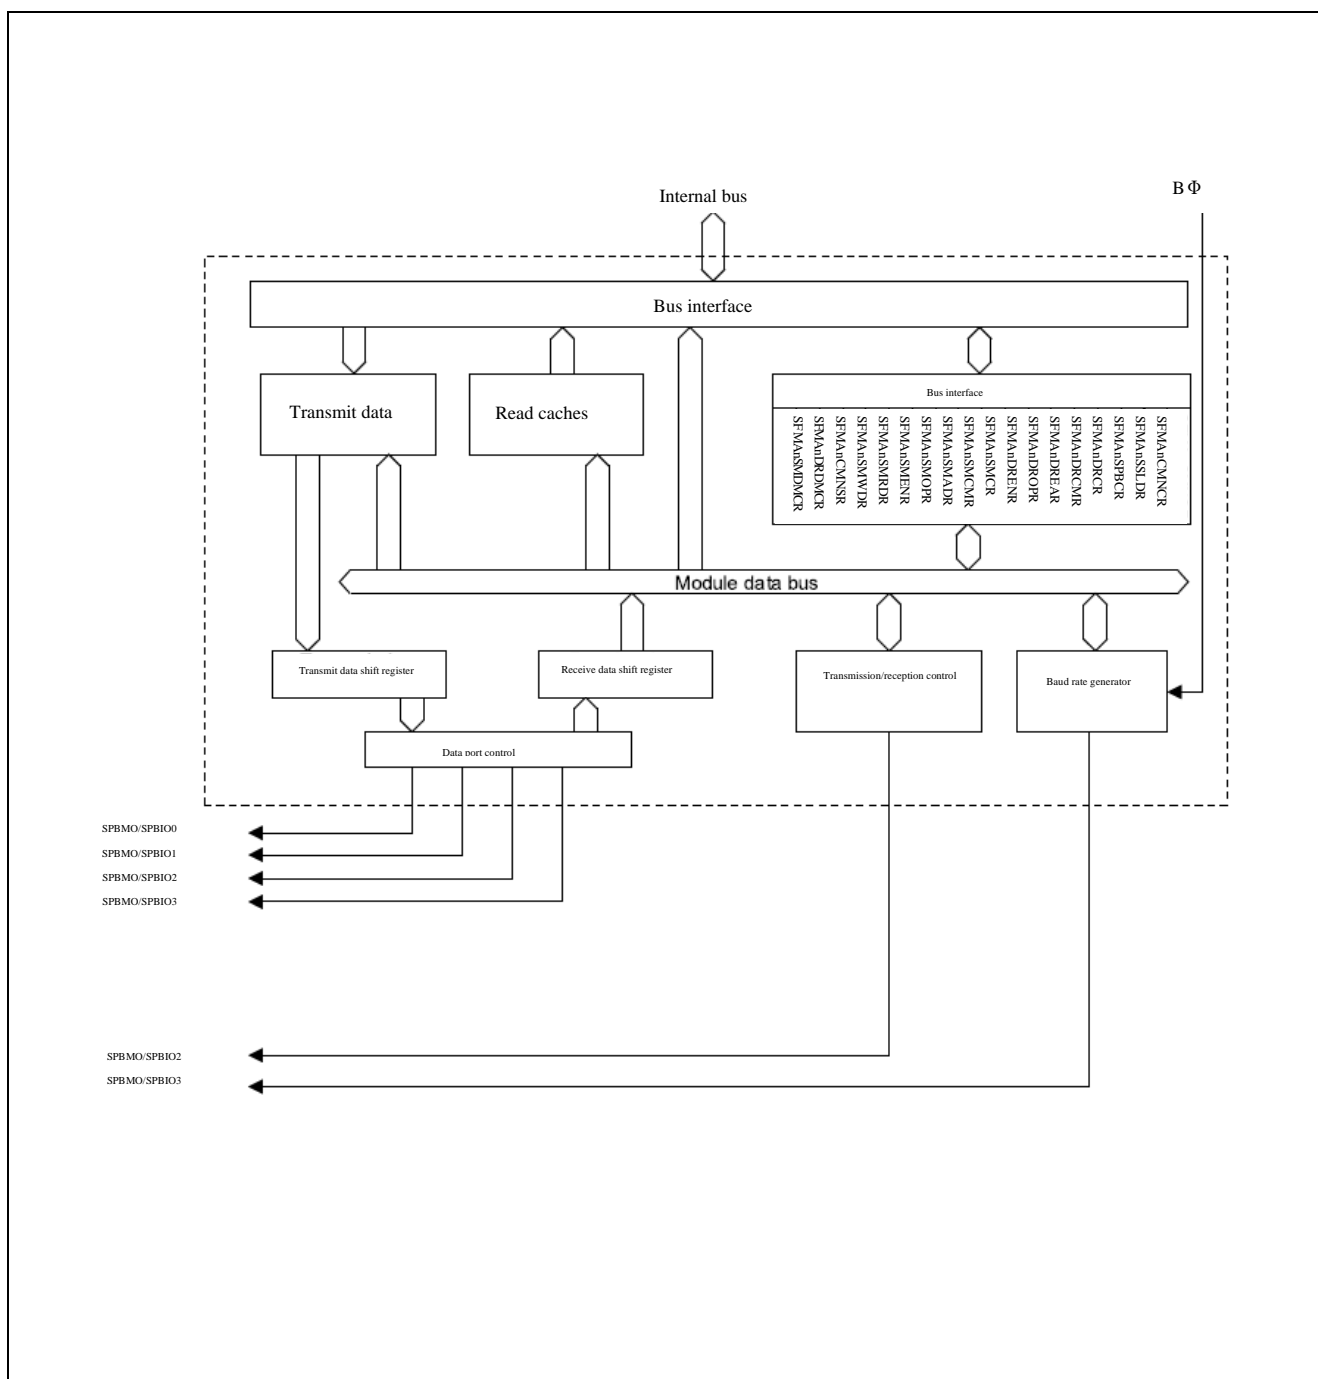 Internal bus
BΦ
Bus interface
Transmit data
Read caches
Bus interface
SFMAnSMDMCR
SFMAnDRDMCR
SFMAnCMNSR
SFMAnSMWDR
SFMAnSMRDR
SFMAnSMENR
SFMAnSMOPR
SFMAnSMADR
SFMAnSMCMR
SFMAnSMCR
SFMAnDRENR
SFMAnDROPR
SFMAnDREAR
SFMAnDRCMR
SFMAnDRCR
SFMAnSPBCR
SFMAnSSLDR
SFMAnCMNCR
Module data bus
Transmit data shift register
Receive data shift register
Transmission/reception control
Baud rate generator
Data port control
SPBMO/SPBIO0
SPBMO/SPBIO1
SPBMO/SPBIO2
SPBMO/SPBIO3
SPBMO/SPBIO2
SPBMO/SPBIO3